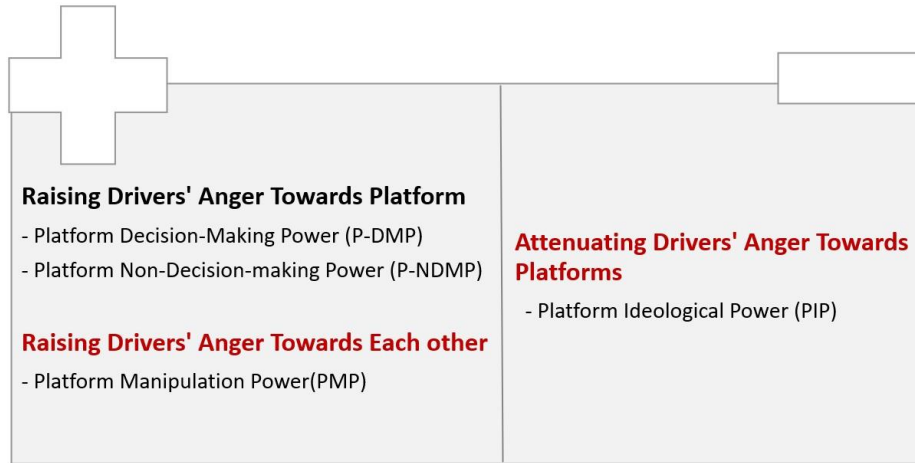 Raising Drivers' Anger Towards Platform
- Platform Decision-Making Power (P-DMP)
- Platform Non-Decision-making Power (P-NDMP)
Raising Drivers' Anger Towards Each other
- Platform Manipulation Power(PMP)
Attenuating Drivers' Anger Towards
Platforms
- Platform Ideological Power (PIP)